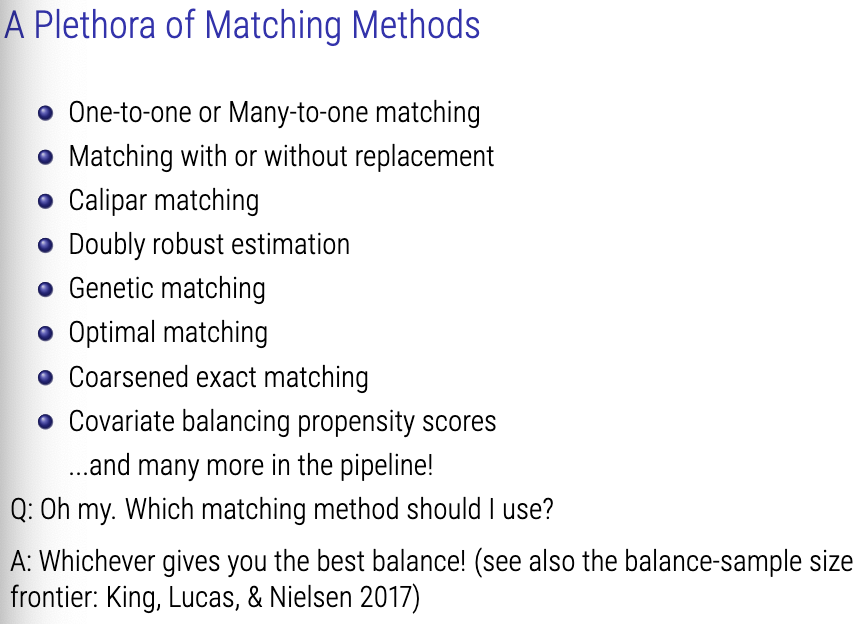 A Plethora of Matching Methods
One-to-one or Many-to-one matching
Matching with or without replacement
Calipar matching
Doubly robust estimation
Genetic matching
Optimal matching
Coarsened exact matching
Covariate balancing propensity scores
...and many more in the pipeline!
Q: Oh my. Which matching method should I use?
A: Whichever gives you the best balance! (see also the balance-sample size
frontier: King, Lucas, & Nielsen 2017)